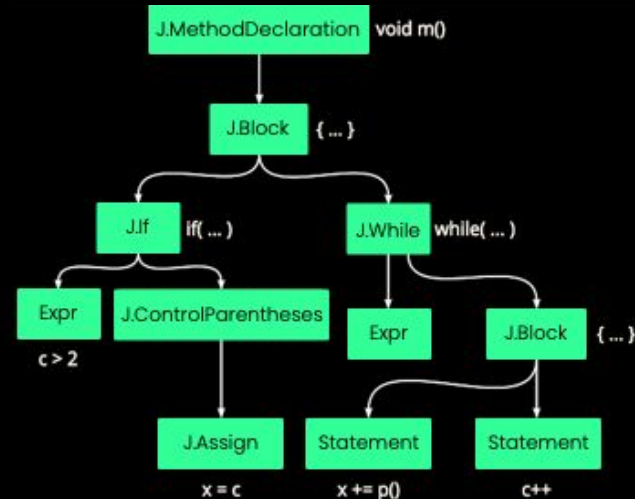 J.MethodDeclaration void m()
J.Block { ... }
J.If if( ... ) J.While while( ... )
Expr J.ControlParentheses Expr J.Block { ... }
c > 2
J.Assign Statement Statement
x = c x += p() c++